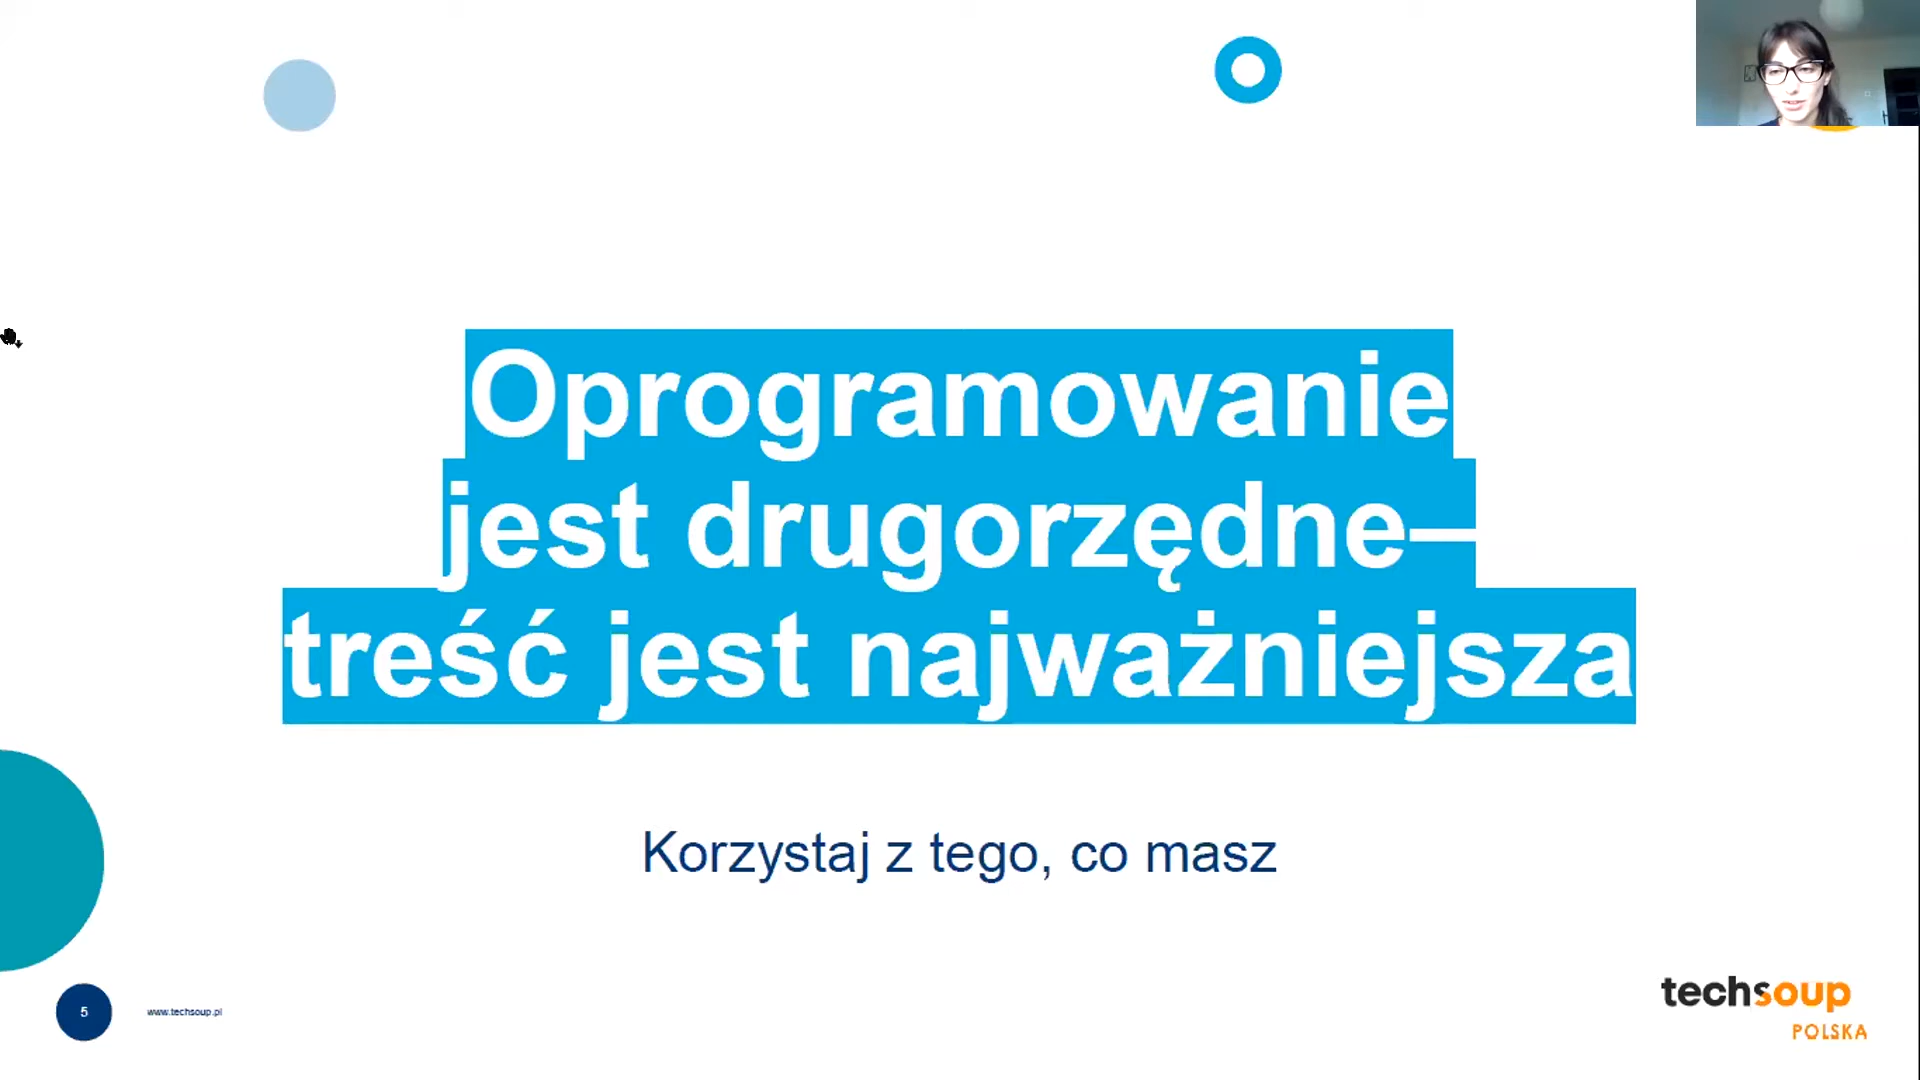 Oprogramowanie
jest drugorzędne–
treść jest najważniejsza
Korzystaj z tego, co masz
5
www.techsoup.pl
techsoup
POLSKA